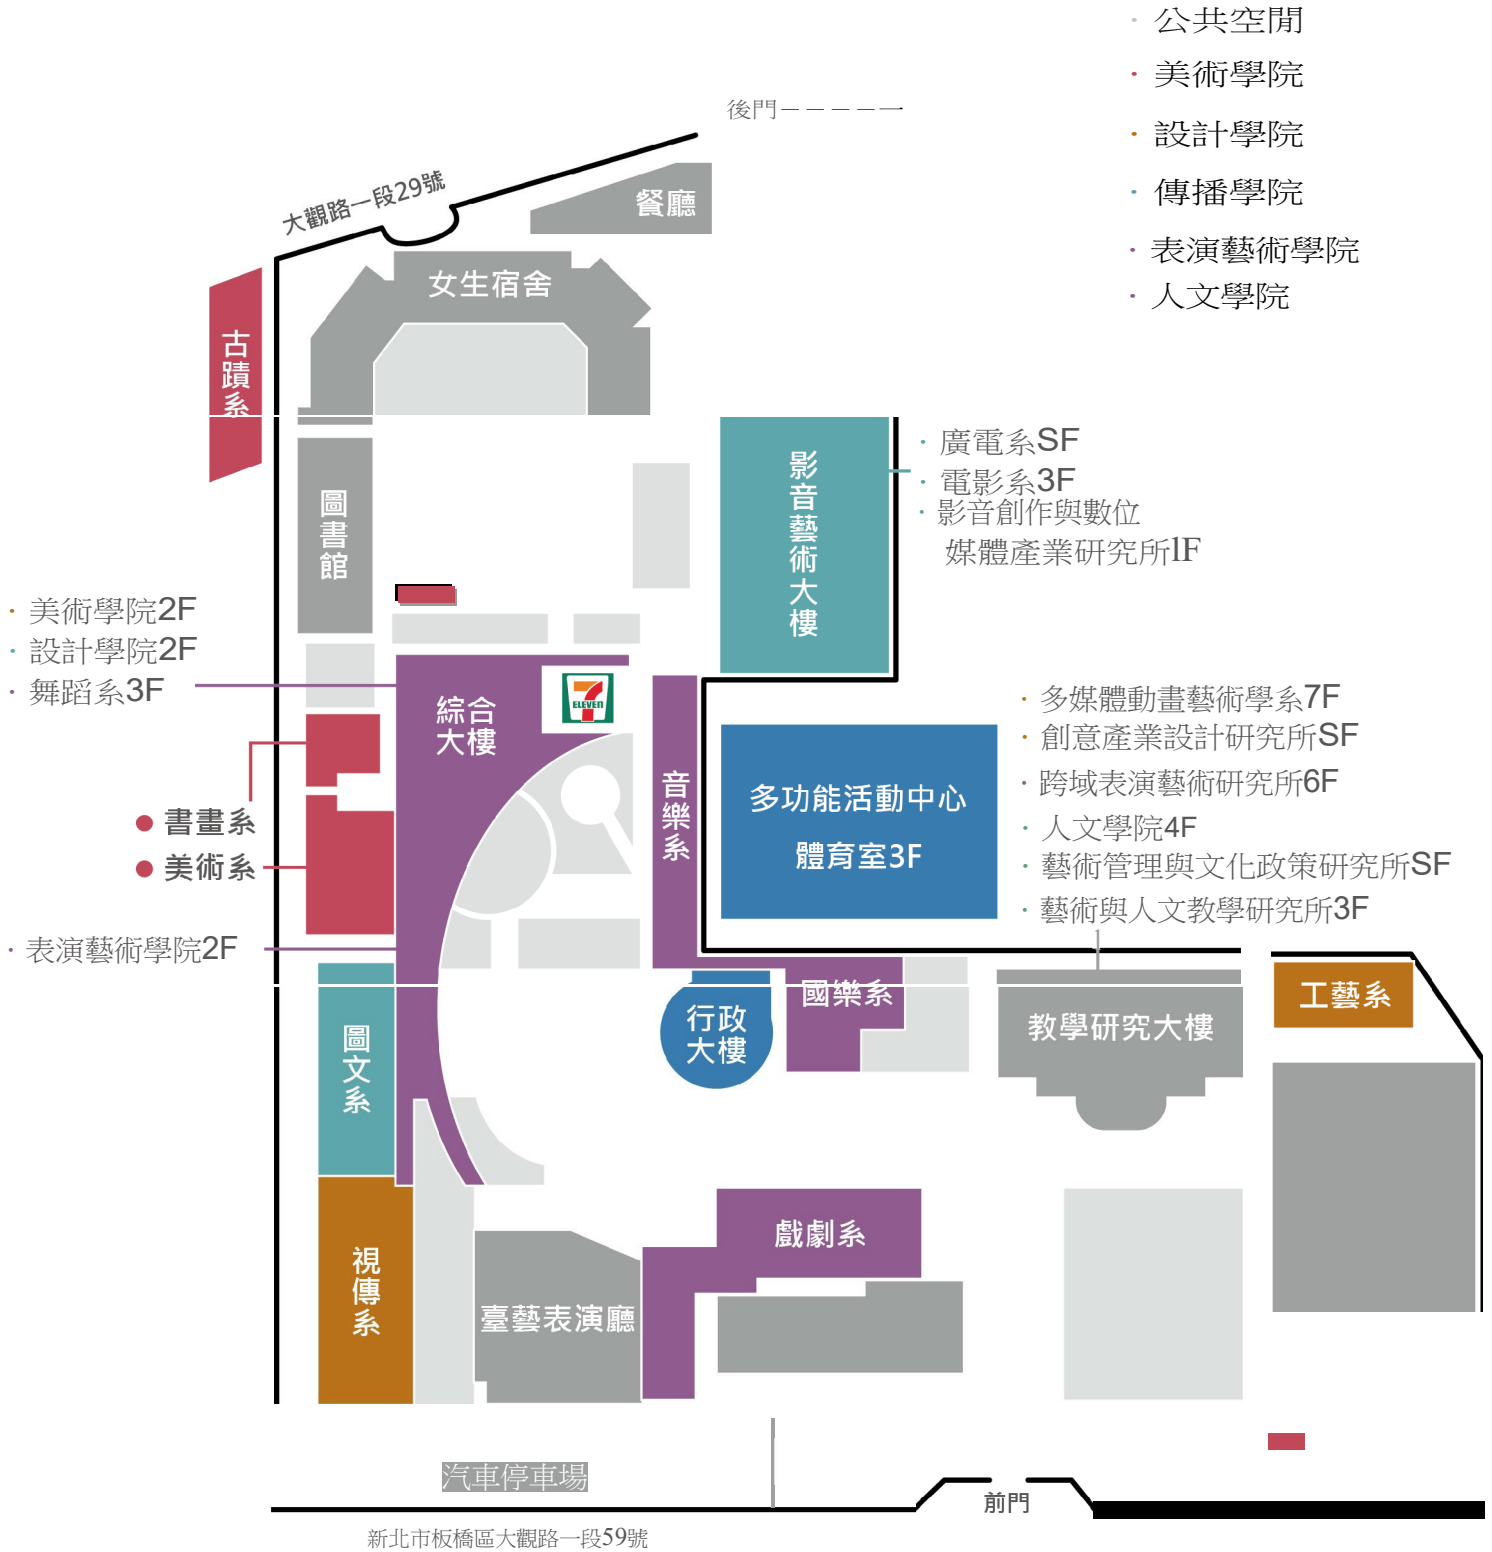 · 公共空閒
· 美術學院
· 設計學院
· 傳播學院
· 表演藝術學院
· 人文學院
後門－－－－一
大觀路一段29號
餐廳
女生宿舍
古蹟系
圖書館
影音藝術大樓
· 廣電系SF
· 電影系3F
· 影音創作與數位
媒體產業研究所lF
· 美術學院2F
· 設計學院2F
· 舞蹈系3F
綜合
大樓
7
ELEVEN
音樂系
多功能活動中心
體育室3F
· 多媒體動畫藝術學系7F
· 創意產業設計研究所SF
· 跨域表演藝術研究所6F
· 人文學院4F
· 藝術管理與文化政策研究所SF
· 藝術與人文教學研究所3F
● 書畫系
● 美術系
· 表演藝術學院2F
圖文系
行政
大樓
國樂系
教學研究大樓
工藝系
視傳系
臺藝表演廳
戲劇系
汽車停車場
前門
新北市板橋區大觀路一段59號